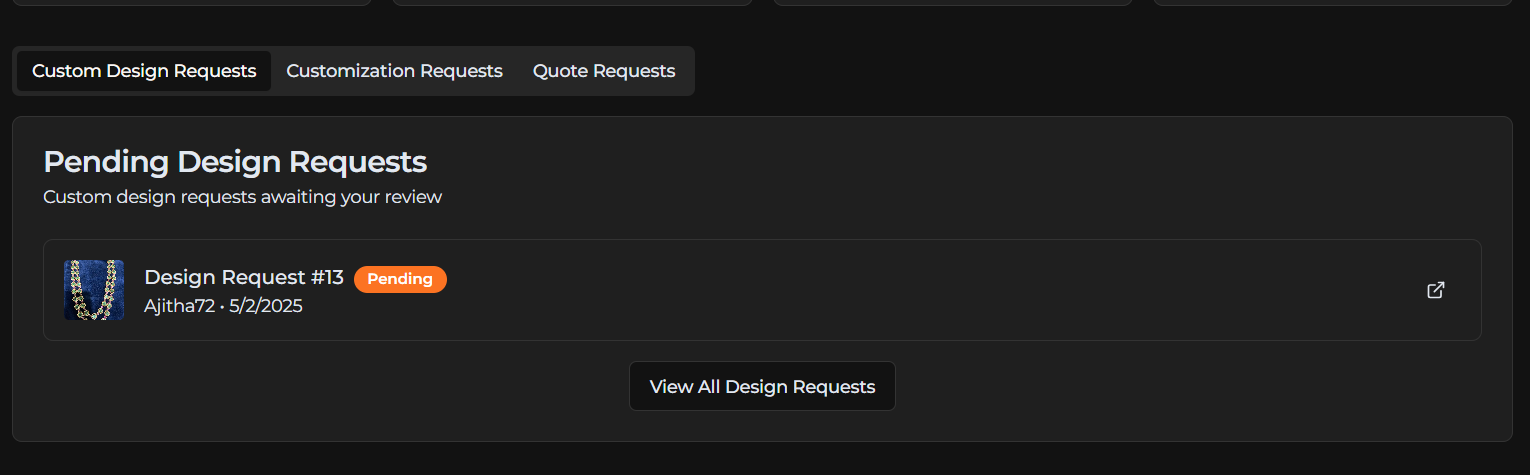 Custom Design Requests
Customization Requests
Quote Requests
Pending Design Requests
Custom design requests awaiting your review
Design Request #13 Pending
Ajitha72 • 5/2/2025
View All Design Requests